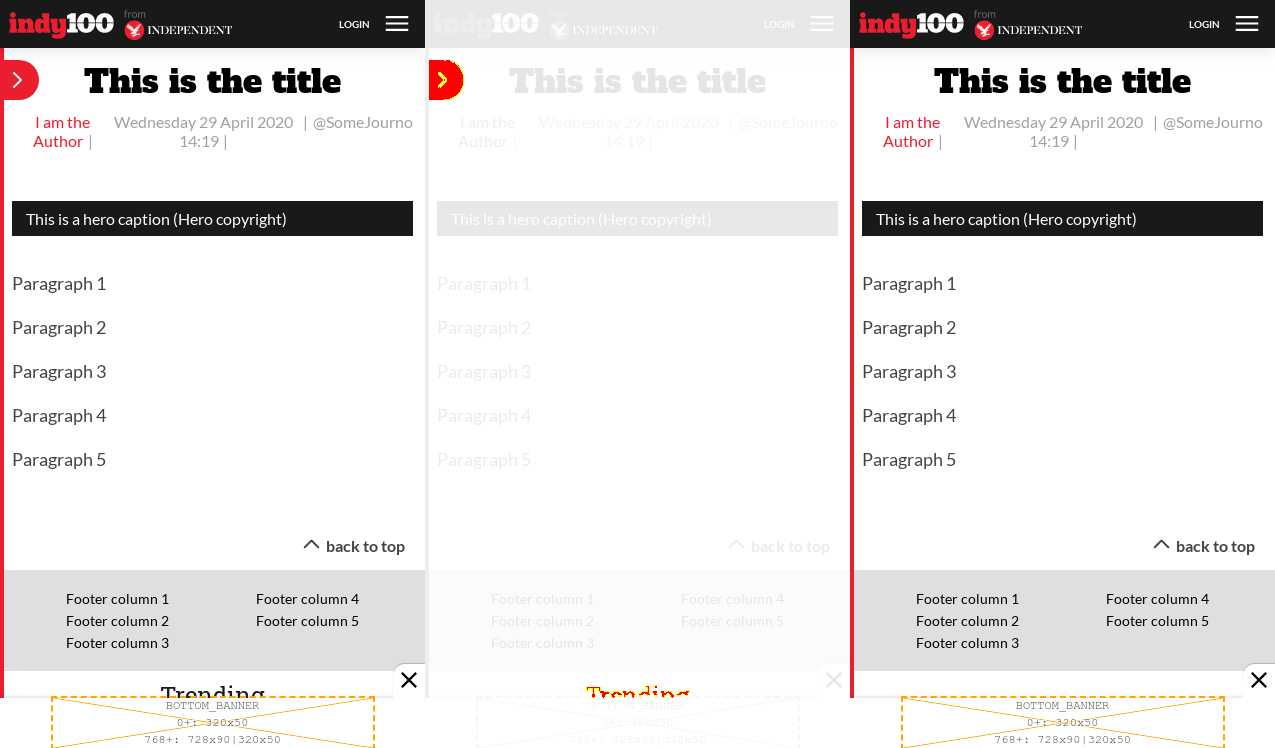 indy100 from INDEPENDENT LOGIN
This is the title
I am the Author | Wednesday 29 April 2020 14:19 | | @SomeJourno
This is a hero caption (Hero copyright)
Paragraph 1
Paragraph 2
Paragraph 3
Paragraph 4
Paragraph 5
back to top
Footer column 1
Footer column 2
Footer column 3
Footer column 4
Footer column 5
Trending
BOTTOM_BANNER
0+: 320x50
768+: 728x90|320x50
indy100 from INDEPENDENT LOGIN
This is the title
I am the Author | Wednesday 29 April 2020 14:19 | | @SomeJourno
This is a hero caption (Hero copyright)
Paragraph 1
Paragraph 2
Paragraph 3
Paragraph 4
Paragraph 5
back to top
Footer column 1
Footer column 2
Footer column 3
Footer column 4
Footer column 5
Trending
BOTTOM_BANNER
0+: 320x50
768+: 728x90|320x50
indy100 from INDEPENDENT LOGIN
This is the title
I am the Author | Wednesday 29 April 2020 14:19 | | @SomeJourno
This is a hero caption (Hero copyright)
Paragraph 1
Paragraph 2
Paragraph 3
Paragraph 4
Paragraph 5
back to top
Footer column 1
Footer column 2
Footer column 3
Footer column 4
Footer column 5
BOTTOM_BANNER
0+: 320x50
768+: 728x90|320x50